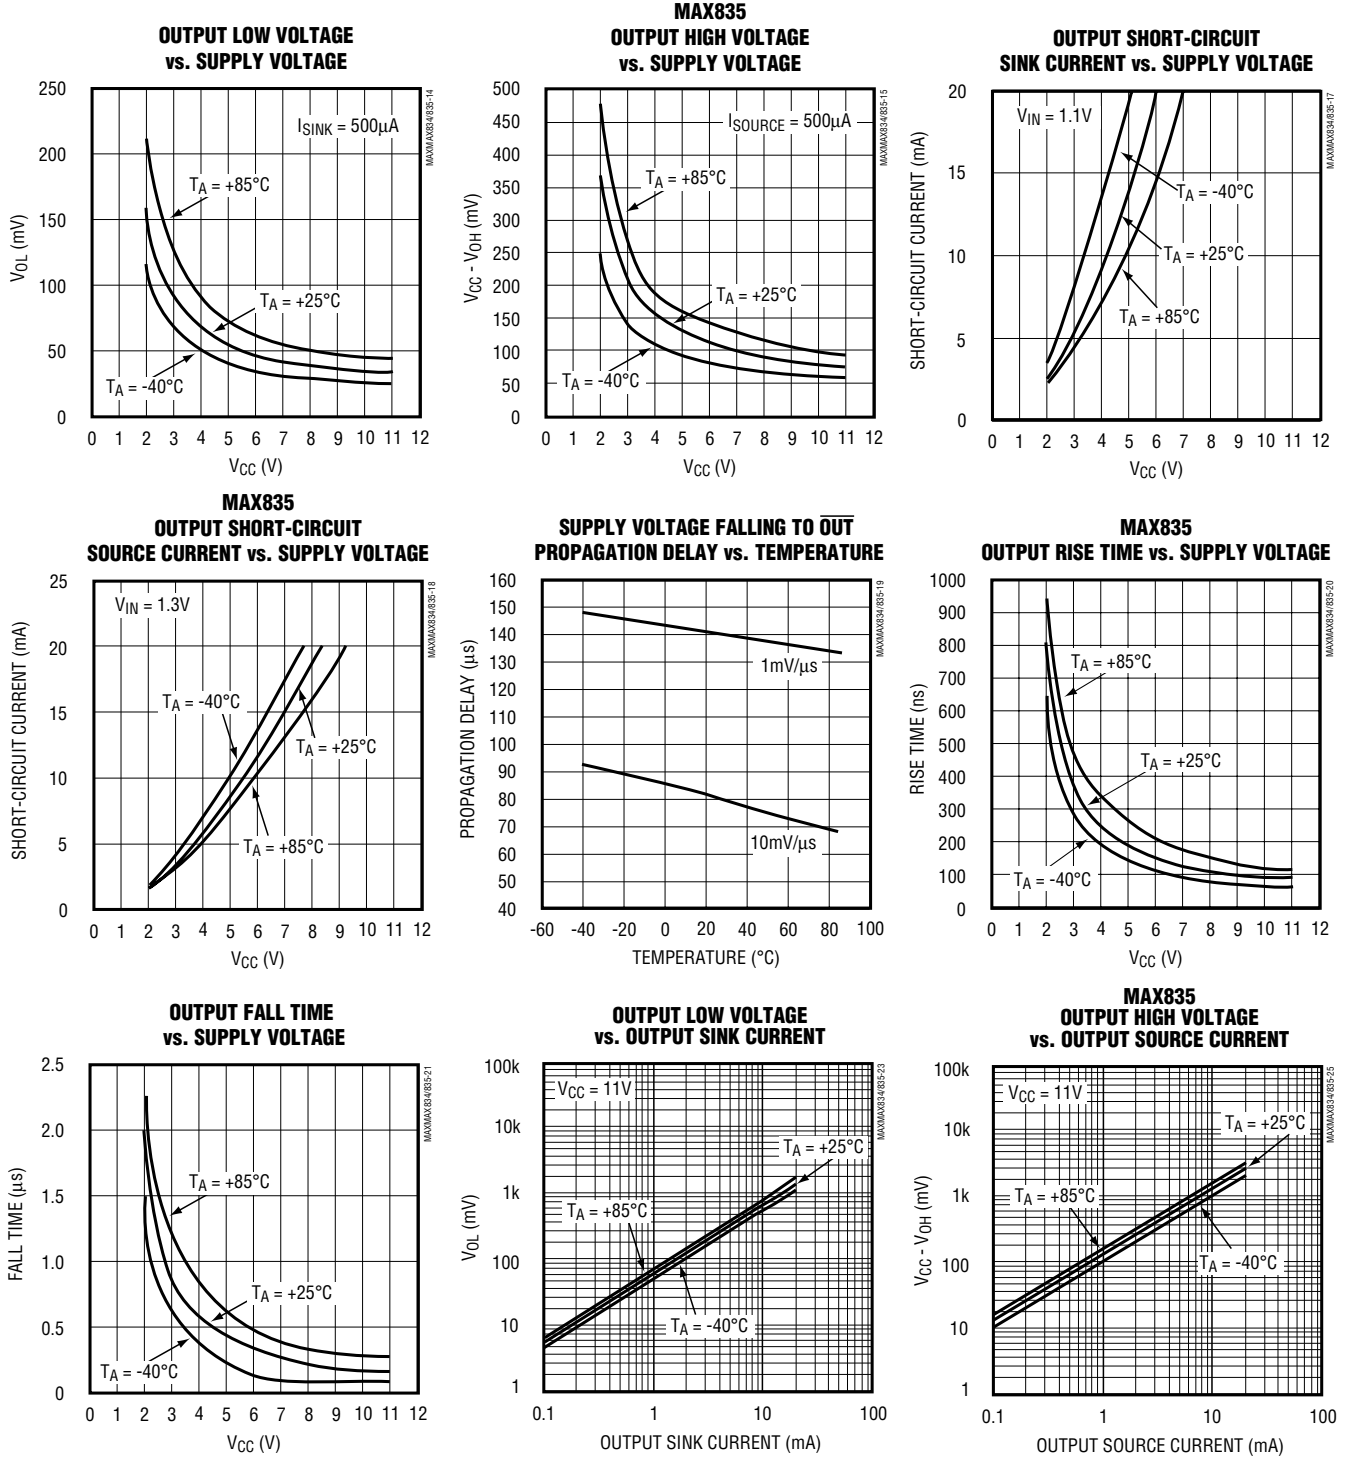 OUTPUT LOW VOLTAGE
vs. SUPPLY VOLTAGE
250
200
150
100
50
0
VOL (mV)
ISINK = 500µA
TA = +85°C
TA = +25°C
TA = -40°C
0 1 2 3 4 5 6 7 8 9 10 11 12
VCC (V)
MAXMAX834/835-14
MAX835
OUTPUT HIGH VOLTAGE
vs. SUPPLY VOLTAGE
500
450
400
350
300
250
200
150
100
50
0
VCC - VOH (mV)
ISOURCE = 500µA
TA = +85°C
TA = +25°C
TA = -40°C
0 1 2 3 4 5 6 7 8 9 10 11 12
VCC (V)
MAXMAX834/835-15
OUTPUT SHORT-CIRCUIT
SINK CURRENT vs. SUPPLY VOLTAGE
20
15
10
5
0
SHORT-CIRCUIT CURRENT (mA)
VIN = 1.1V
TA = -40°C
TA = +25°C
TA = +85°C
0 1 2 3 4 5 6 7 8 9 10 11 12
VCC (V)
MAXMAX834/835-17
MAX835
OUTPUT SHORT-CIRCUIT
SOURCE CURRENT vs. SUPPLY VOLTAGE
25
20
15
10
5
0
SHORT-CIRCUIT CURRENT (mA)
VIN = 1.3V
TA = -40°C
TA = +25°C
TA = +85°C
0 1 2 3 4 5 6 7 8 9 10 11 12
VCC (V)
MAXMAX834/835-18
SUPPLY VOLTAGE FALLING TO OUT
PROPAGATION DELAY vs. TEMPERATURE
160
150
140
130
120
110
100
90
80
70
60
50
40
PROPAGATION DELAY (µs)
1mV/µs
10mV/µs
-60 -40 -20 0 20 40 60 80 100
TEMPERATURE (°C)
MAXMAX834/835-19
MAX835
OUTPUT RISE TIME vs. SUPPLY VOLTAGE
1000
900
800
700
600
500
400
300
200
100
0
RISE TIME (ns)
TA = +85°C
TA = +25°C
TA = -40°C
0 1 2 3 4 5 6 7 8 9 10 11 12
VCC (V)
MAXMAX834/835-20
OUTPUT FALL TIME
vs. SUPPLY VOLTAGE
2.5
2.0
1.5
1.0
0.5
0
FALL TIME (µs)
TA = +85°C
TA = +25°C
TA = -40°C
0 1 2 3 4 5 6 7 8 9 10 11 12
VCC (V)
MAXMAX834/835-21
OUTPUT LOW VOLTAGE
vs. OUTPUT SINK CURRENT
100k
10k
1k
100
10
1
VOL (mV)
VCC = 11V
TA = +25°C
TA = +85°C
TA = -40°C
0.1 1 10 100
OUTPUT SINK CURRENT (mA)
MAXMAX834/835-23
MAX835
OUTPUT HIGH VOLTAGE
vs. OUTPUT SOURCE CURRENT
100k
10k
1k
100
10
1
VCC - VOH (mV)
VCC = 11V
TA = +25°C
TA = +85°C
TA = -40°C
0.1 1 10 100
OUTPUT SOURCE CURRENT (mA)
MAXMAX834/835-25